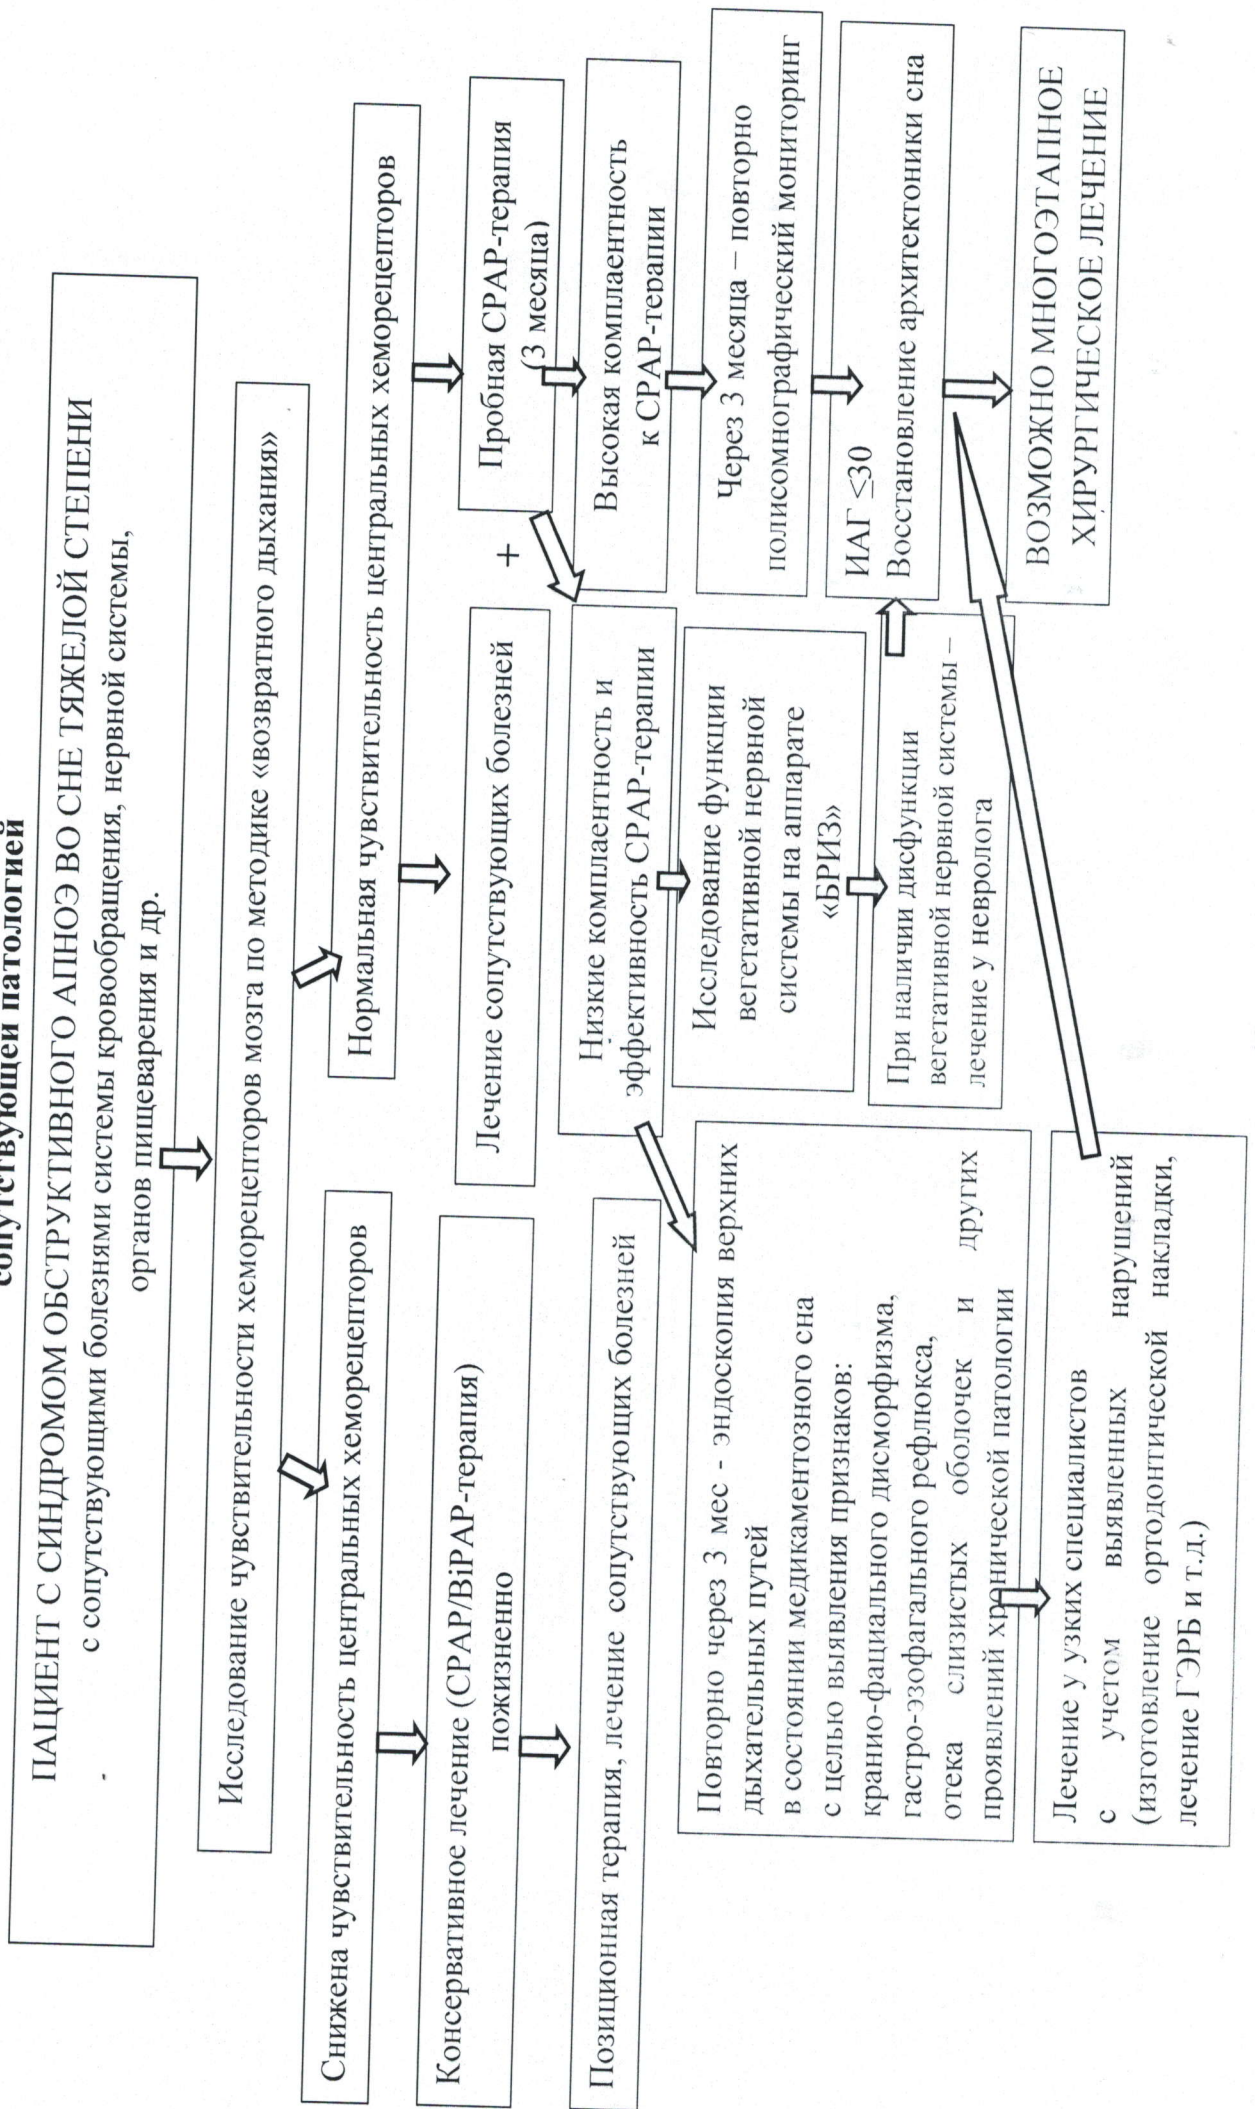 сопутствующей патологией
ПАЦИЕНТ С СИНДРОМОМ ОБСТРУКТИВНОГО АПНОЭ ВО СНЕ ТЯЖЕЛОЙ СТЕПЕНИ
с сопутствующими болезнями системы кровообращения, нервной системы,
органов пищеварения и др.
Исследование чувствительности хеморецепторов мозга по методике «возвратного дыхания»
Снижена чувствительность центральных хеморецепторов
Нормальная чувствительность центральных хеморецепторов
Консервативное лечение (CPAP/BiPAP-терапия)
пожизненно
Позиционная терапия, лечение сопутствующих болезней
Лечение сопутствующих болезней
+
Пробная СРАР-терапия
(3 месяца)
Низкие комплаентность и
эффективность СРАР-терапии
Высокая комплаентность
к СРАР-терапии
Исследование функции
вегетативной нервной
системы на аппарате
«БРИЗ»
Через 3 месяца – повторно
полисомнографический мониторинг
При наличии дисфункции
вегетативной нервной системы –
лечение у невролога
ИАГ ≤30
Восстановление архитектоники сна
Повторно через 3 мес - эндоскопия верхних
дыхательных путей
в состоянии медикаментозного сна
с целью выявления признаков:
кранио-фациального дисморфизма,
гастро-эзофагального рефлюкса,
отека слизистых оболочек и других
проявлений хронической патологии
Лечение у узких специалистов
с учетом выявленных нарушений
(изготовление ортодонтической накладки,
лечение ГЭРБ и т.д.)
ВОЗМОЖНО МНОГОЭТАПНОЕ
ХИРУРГИЧЕСКОЕ ЛЕЧЕНИЕ